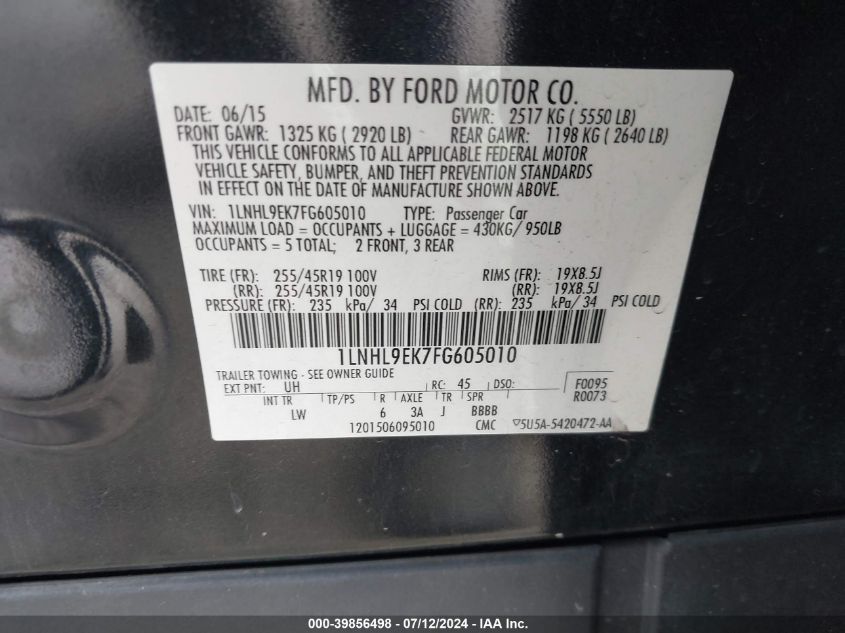 MFD. BY FORD MOTOR CO.
DATE: 06/15 GVWR: 2517 KG ( 5550 LB)
FRONT GAWR: 1325 KG ( 2920 LB) REAR GAWR: 1198 KG ( 2640 LB)
THIS VEHICLE CONFORMS TO ALL APPLICABLE FEDERAL MOTOR
VEHICLE SAFETY, BUMPER, AND THEFT PREVENTION STANDARDS
IN EFFECT ON THE DATE OF MANUFACTURE SHOWN ABOVE.
VIN: 1LNHL9EK7FG605010 TYPE: Passenger Car
MAXIMUM LOAD = OCCUPANTS + LUGGAGE = 430KG/ 950LB
OCCUPANTS = 5 TOTAL; 2 FRONT, 3 REAR
TIRE (FR): 255/45R19 100V RIMS (FR): 19X8.5J
(RR): 255/45R19 100V (RR): 19X8.5J
PRESSURE (FR): 235 kPa/ 34 PSI COLD (RR): 235 kPa/ 34 PSI COLD
1LNHL9EK7FG605010
TRAILER TOWING - SEE OWNER GUIDE
EXT PNT: UH RC: 45 DSO: F0095
INT TR TP/PS R AXLE TR SPR R0073
LW 6 3A J BBBB
1201506095010 CMC ▽5U5A-5420472-AA
000-39856498 - 07/12/2024 - IAAI.COM